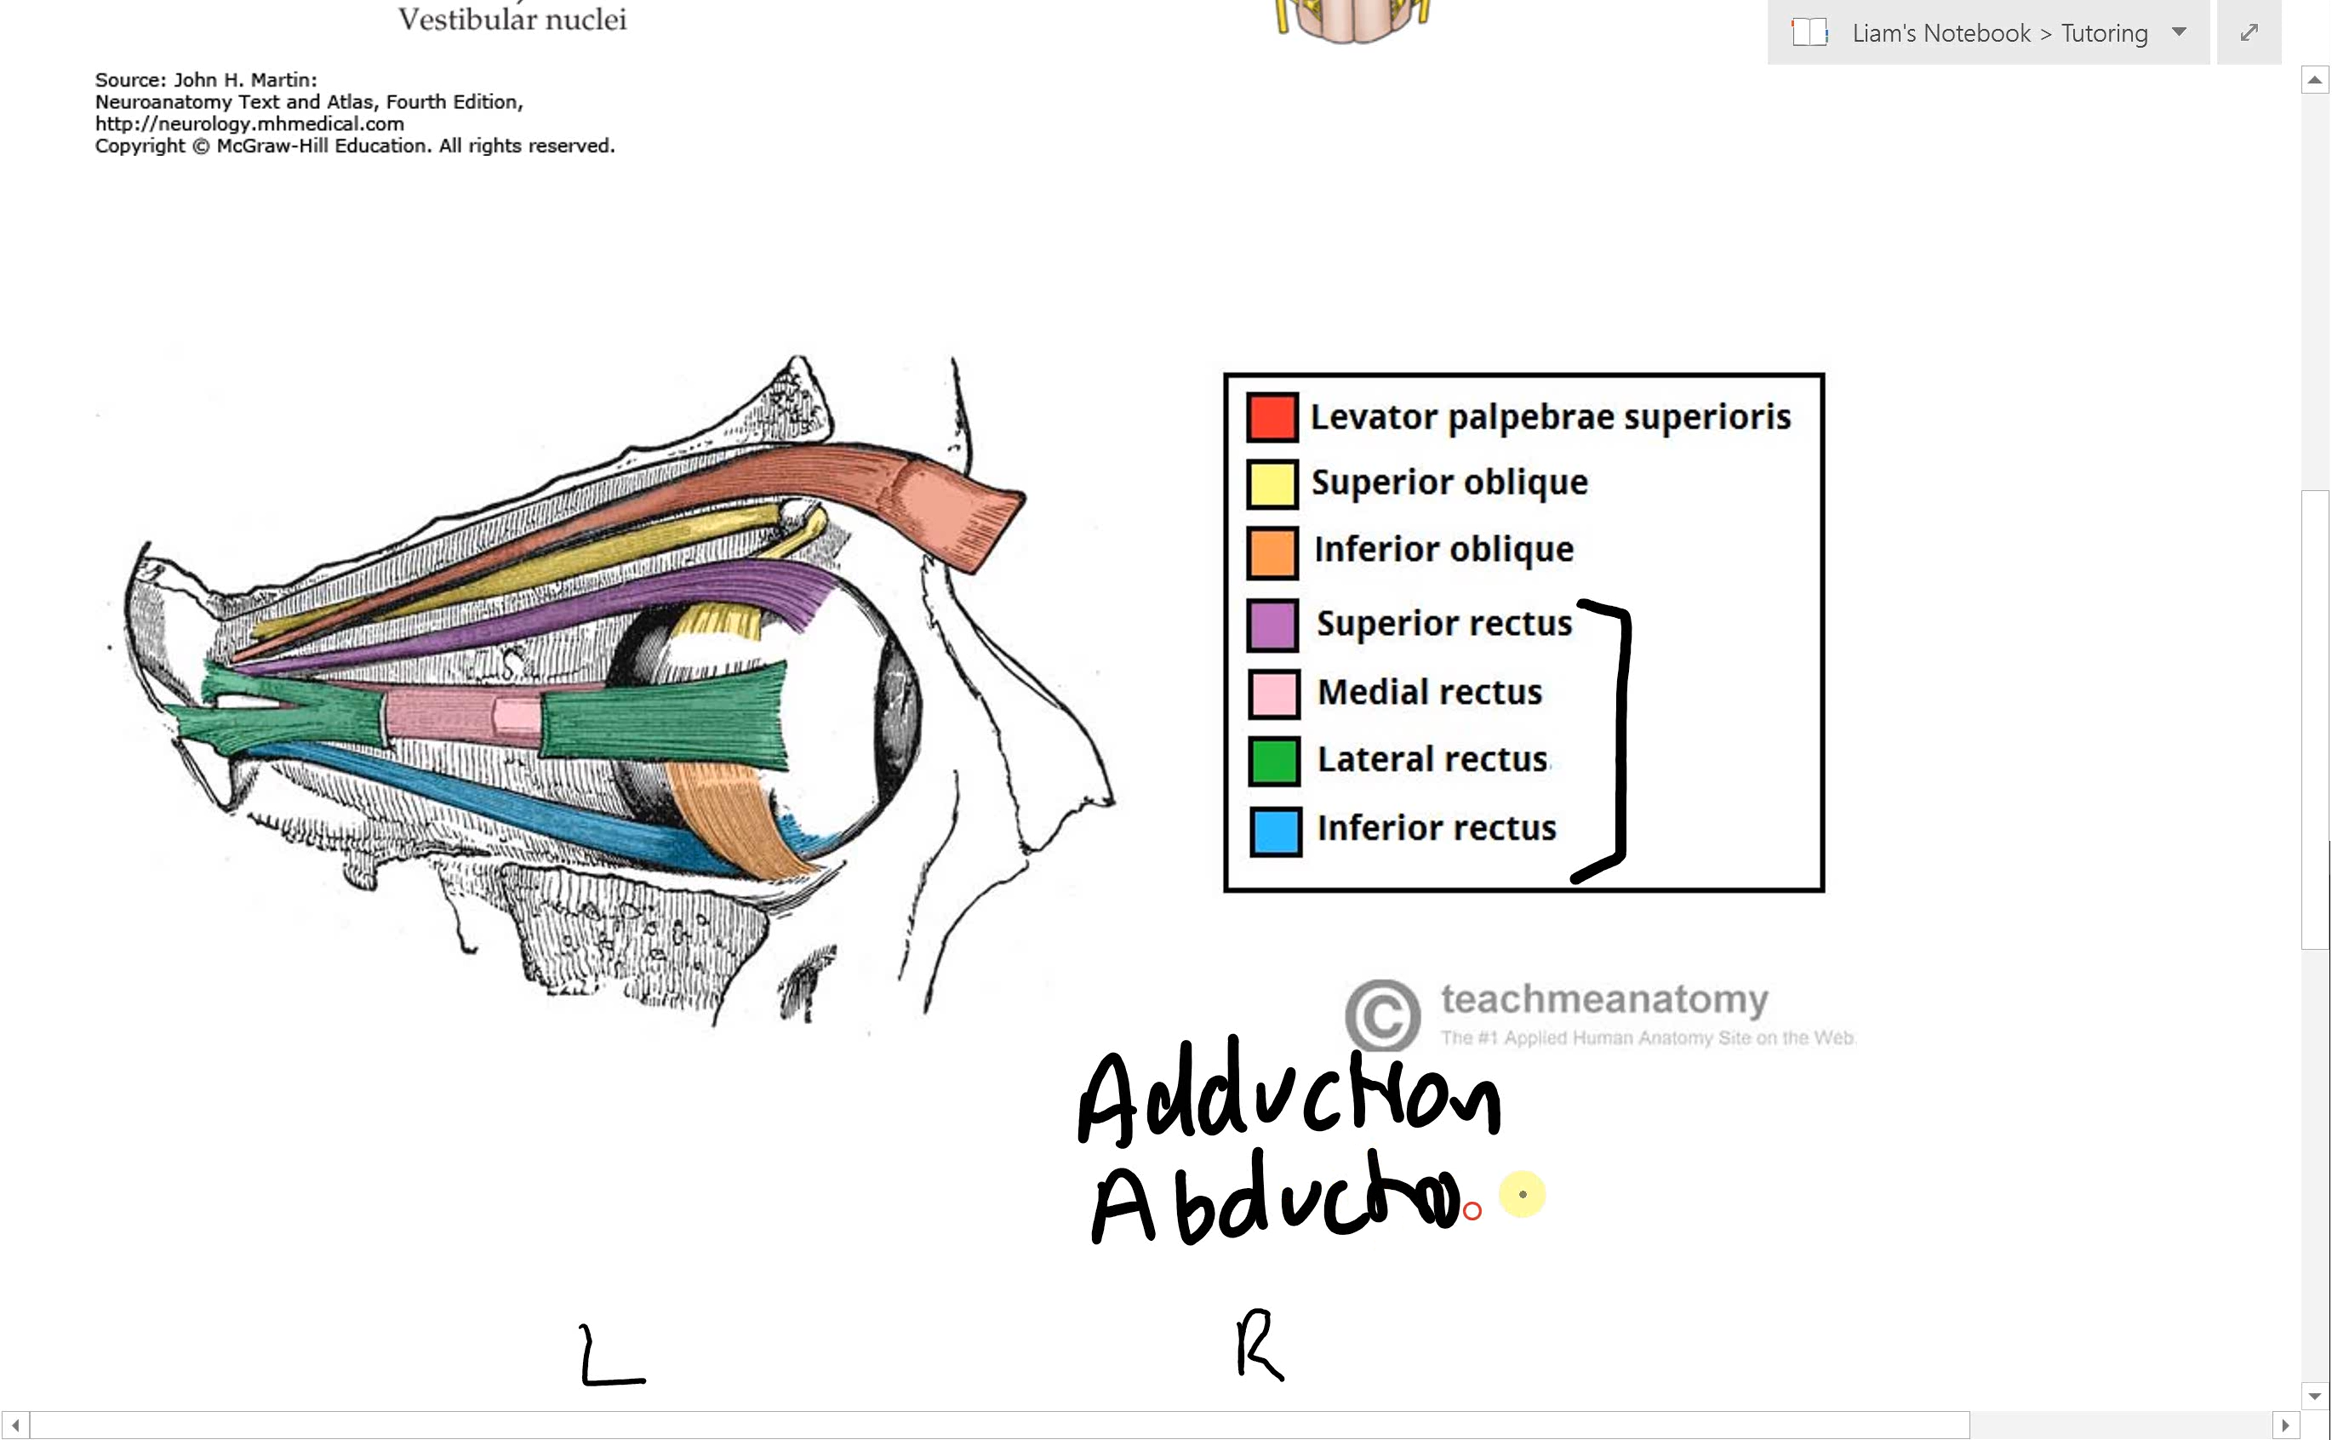 Vestibular nuclei
Liam's Notebook > Tutoring
Source: John H. Martin:
Neuroanatomy Text and Atlas, Fourth Edition,
http://neurology.mhmedical.com
Copyright © McGraw-Hill Education. All rights reserved.
Levator palpebrae superioris
Superior oblique
Inferior oblique
Superior rectus
Medial rectus
Lateral rectus
Inferior rectus
© teachmeanatomy
The #1 Applied Human Anatomy Site on the Web.
Adduction
L R